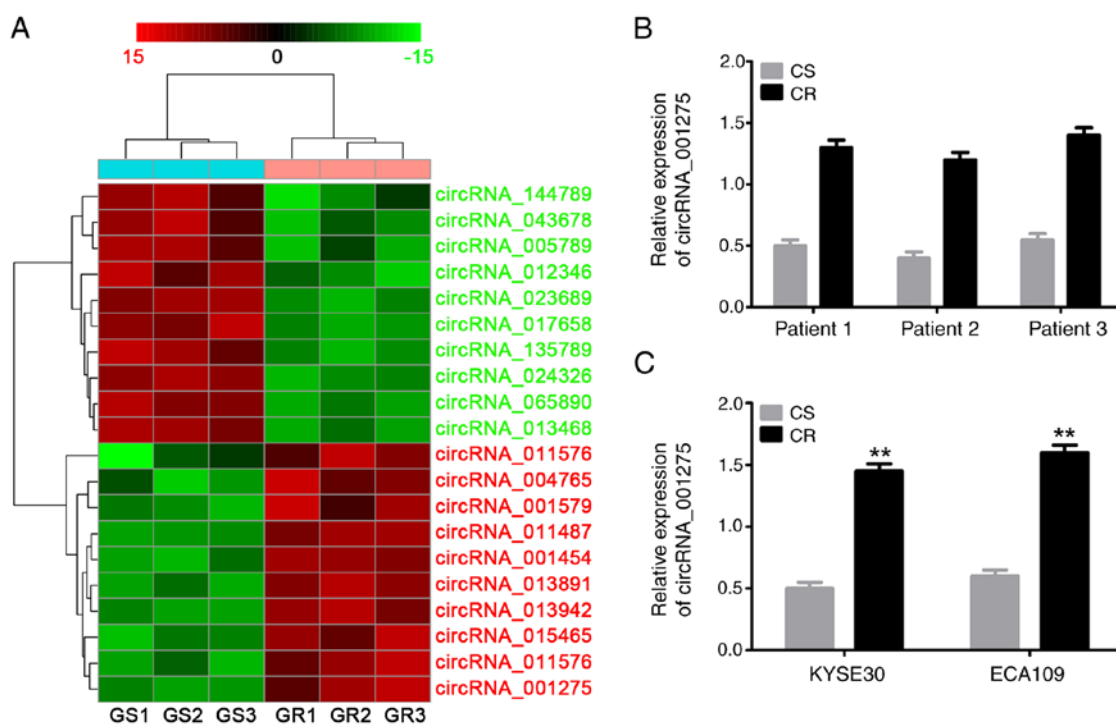 A
15 0 -15
circRNA_144789
circRNA_043678
circRNA_005789
circRNA_012346
circRNA_023689
circRNA_017658
circRNA_135789
circRNA_024326
circRNA_065890
circRNA_013468
circRNA_011576
circRNA_004765
circRNA_001579
circRNA_011487
circRNA_001454
circRNA_013891
circRNA_013942
circRNA_015465
circRNA_011576
circRNA_001275
GS1 GS2 GS3 GR1 GR2 GR3
B
Relative expression
of circRNA_001275
2.0
1.5
1.0
0.5
0.0
CS
CR
Patient 1 Patient 2 Patient 3
C
Relative expression
of circRNA_001275
2.0
1.5
1.0
0.5
0.0
CS
CR
** **
KYSE30 ECA109